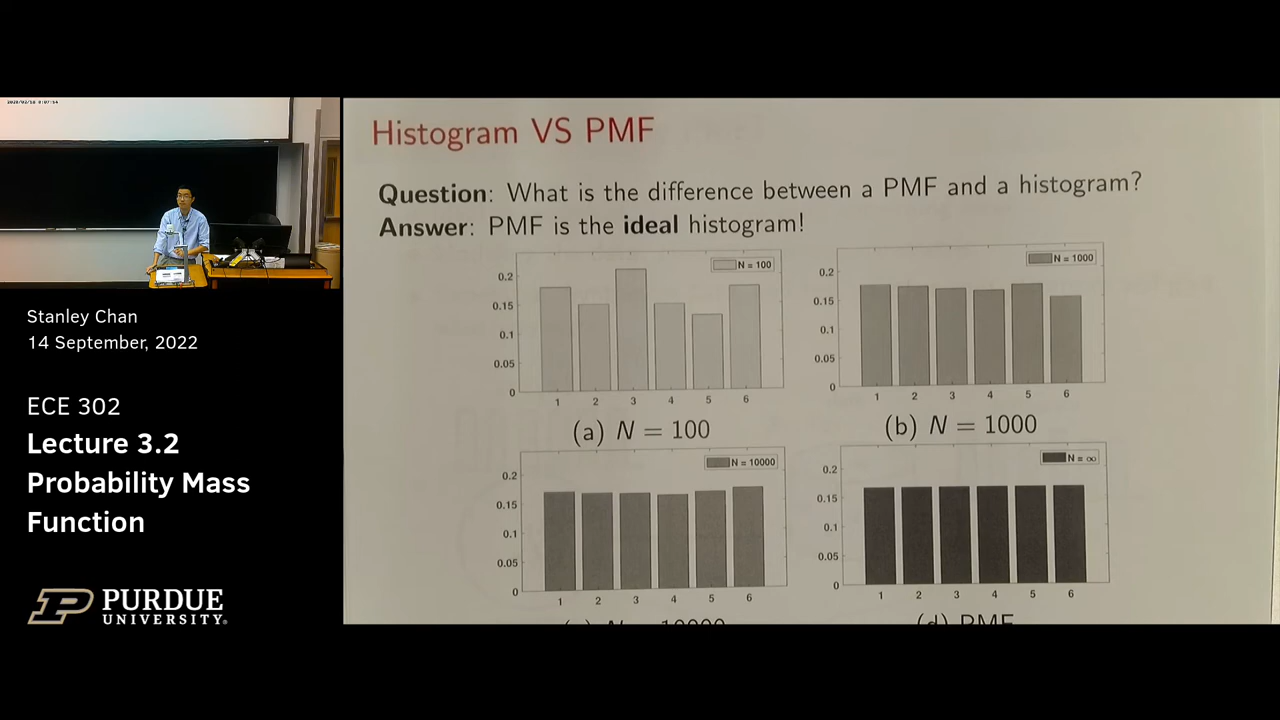 Stanley Chan
14 September, 2022
ECE 302
Lecture 3.2
Probability Mass
Function
PURDUE
UNIVERSITY®
Histogram VS PMF
Question: What is the difference between a PMF and a histogram?
Answer: PMF is the ideal histogram!
N = 100
0.2
0.15
0.1
0.05
0
1 2 3 4 5 6
(a) N = 100
N = 1000
0.2
0.15
0.1
0.05
0
1 2 3 4 5 6
(b) N = 1000
N = 10000
0.2
0.15
0.1
0.05
0
1 2 3 4 5 6
(c) N = 10000
N = ∞
0.2
0.15
0.1
0.05
0
1 2 3 4 5 6
(d) PMF